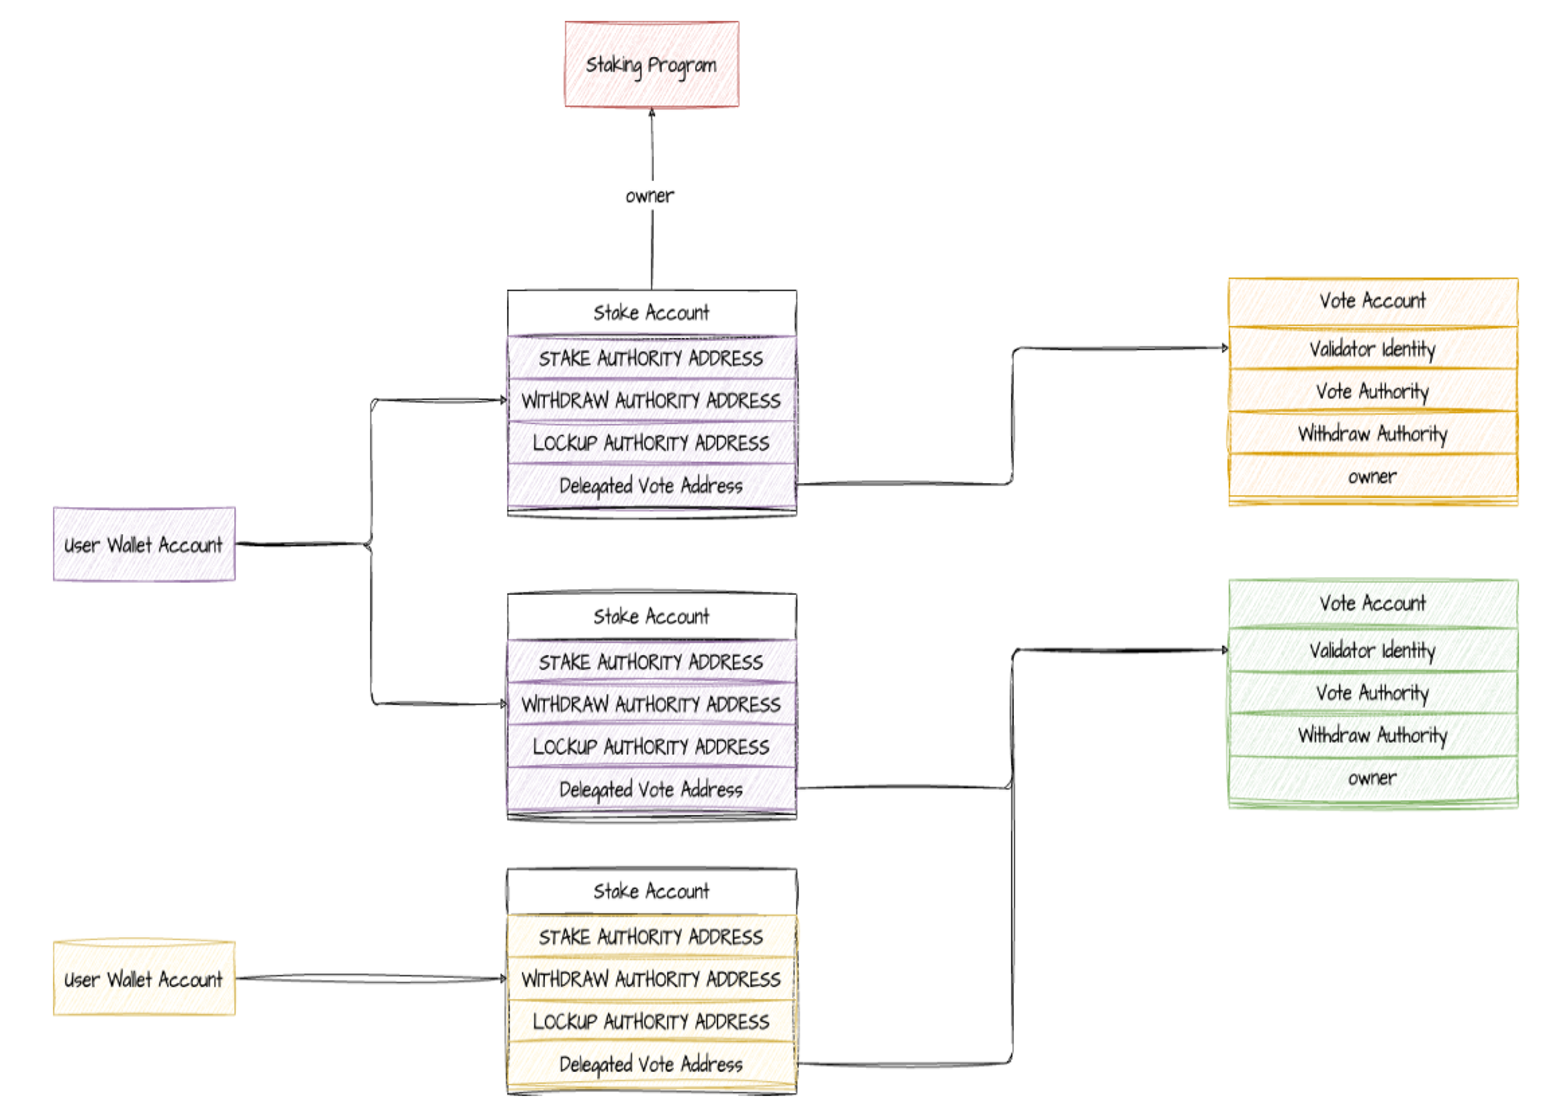 Staking Program
owner
Stake Account
STAKE AUTHORITY ADDRESS
WITHDRAW AUTHORITY ADDRESS
LOCKUP AUTHORITY ADDRESS
Delegated Vote Address
Vote Account
Validator Identity
Vote Authority
Withdraw Authority
owner
User Wallet Account
Stake Account
STAKE AUTHORITY ADDRESS
WITHDRAW AUTHORITY ADDRESS
LOCKUP AUTHORITY ADDRESS
Delegated Vote Address
Vote Account
Validator Identity
Vote Authority
Withdraw Authority
owner
User Wallet Account
Stake Account
STAKE AUTHORITY ADDRESS
WITHDRAW AUTHORITY ADDRESS
LOCKUP AUTHORITY ADDRESS
Delegated Vote Address